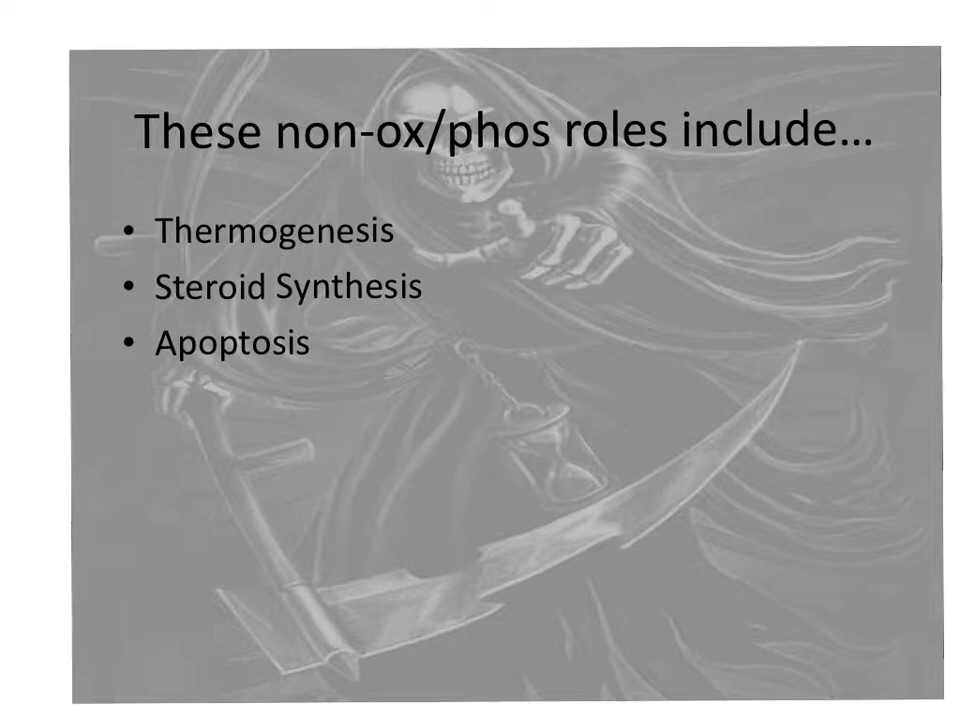 These non-ox/phos roles include…
• Thermogenesis
• Steroid Synthesis
• Apoptosis